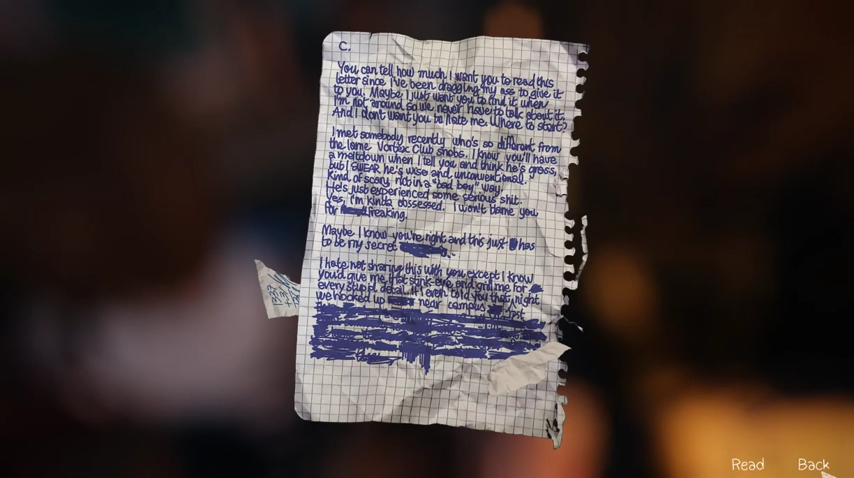 C.
You can tell how much I want you to read this
letter since I've been dragging my ass to give it
to you. Maybe I just want you to find it when
I'm not around so we never have to talk about it.
And I dont want you to hate me. Where to start?
I met somebody recently who's so different from
the lame Vortex Club snobs. I know you'll have
a meltdown when I tell you and think he's gross,
but I SWEAR he's wise and unconventional.
Kind of scary, not in a "bad boy" way.
He's just experienced some serious shit.
Yes, I'm kinda obsessed. I won't blame you
for freaking.
Maybe I know you're right and this just has
to be my secret
I hate not sharing this with you except I know
you'd give me that stink-eye and grill me for
every stupid detail. If I even told you that night
we hooked up near campus just
Read
Back